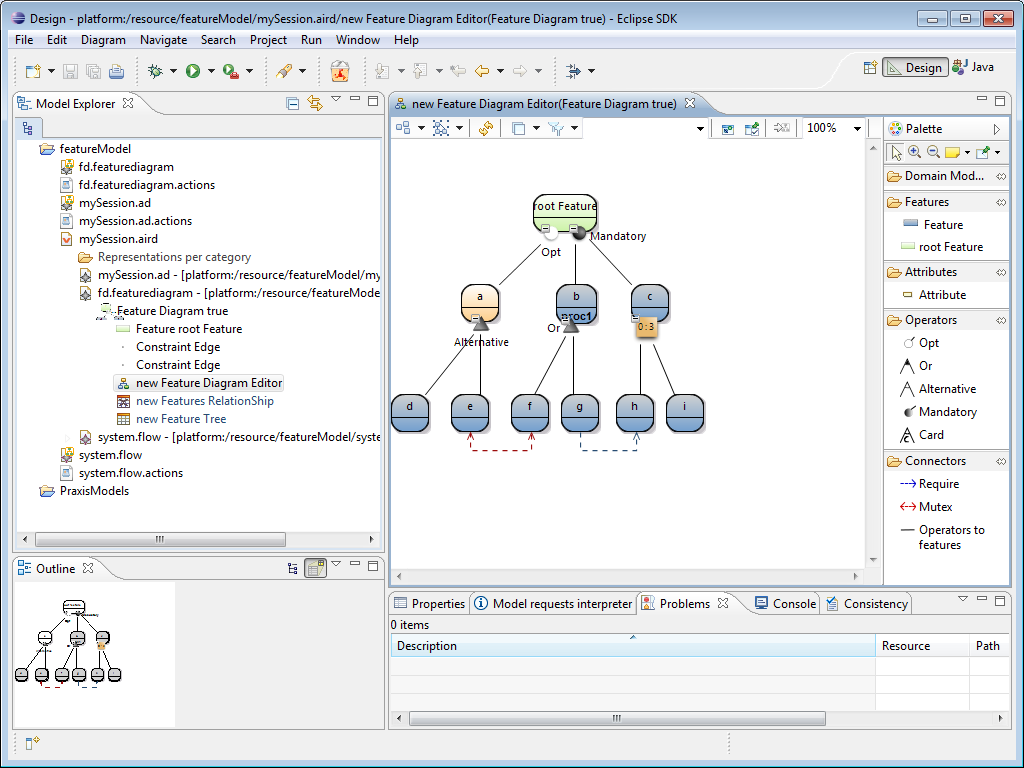 Design - platform:/resource/featureModel/mySession.aird/new Feature Diagram Editor(Feature Diagram true) - Eclipse SDK
File Edit Diagram Navigate Search Project Run Window Help
Design Java
Model Explorer
featureModel
fd.featurediagram
fd.featurediagram.actions
mySession.ad
mySession.ad.actions
mySession.aird
Representations per category
mySession.ad - [platform:/resource/featureModel/my
fd.featurediagram - [platform:/resource/featureMode
Feature Diagram true
Feature root Feature
Constraint Edge
Constraint Edge
new Feature Diagram Editor
new Features RelationShip
new Feature Tree
system.flow - [platform:/resource/featureModel/syste
system.flow
system.flow.actions
PraxisModels
Outline
new Feature Diagram Editor(Feature Diagram true)
100%
root Feature
Mandatory
Opt
a
b
c
proc1
Or
0:3
Alternative
d
e
f
g
h
i
Palette
Domain Mod...
Features
Feature
root Feature
Attributes
Attribute
Operators
Opt
Or
Alternative
Mandatory
Card
Connectors
Require
Mutex
Operators to
features
Properties Model requests interpreter Problems Console Consistency
0 items
Description Resource Path